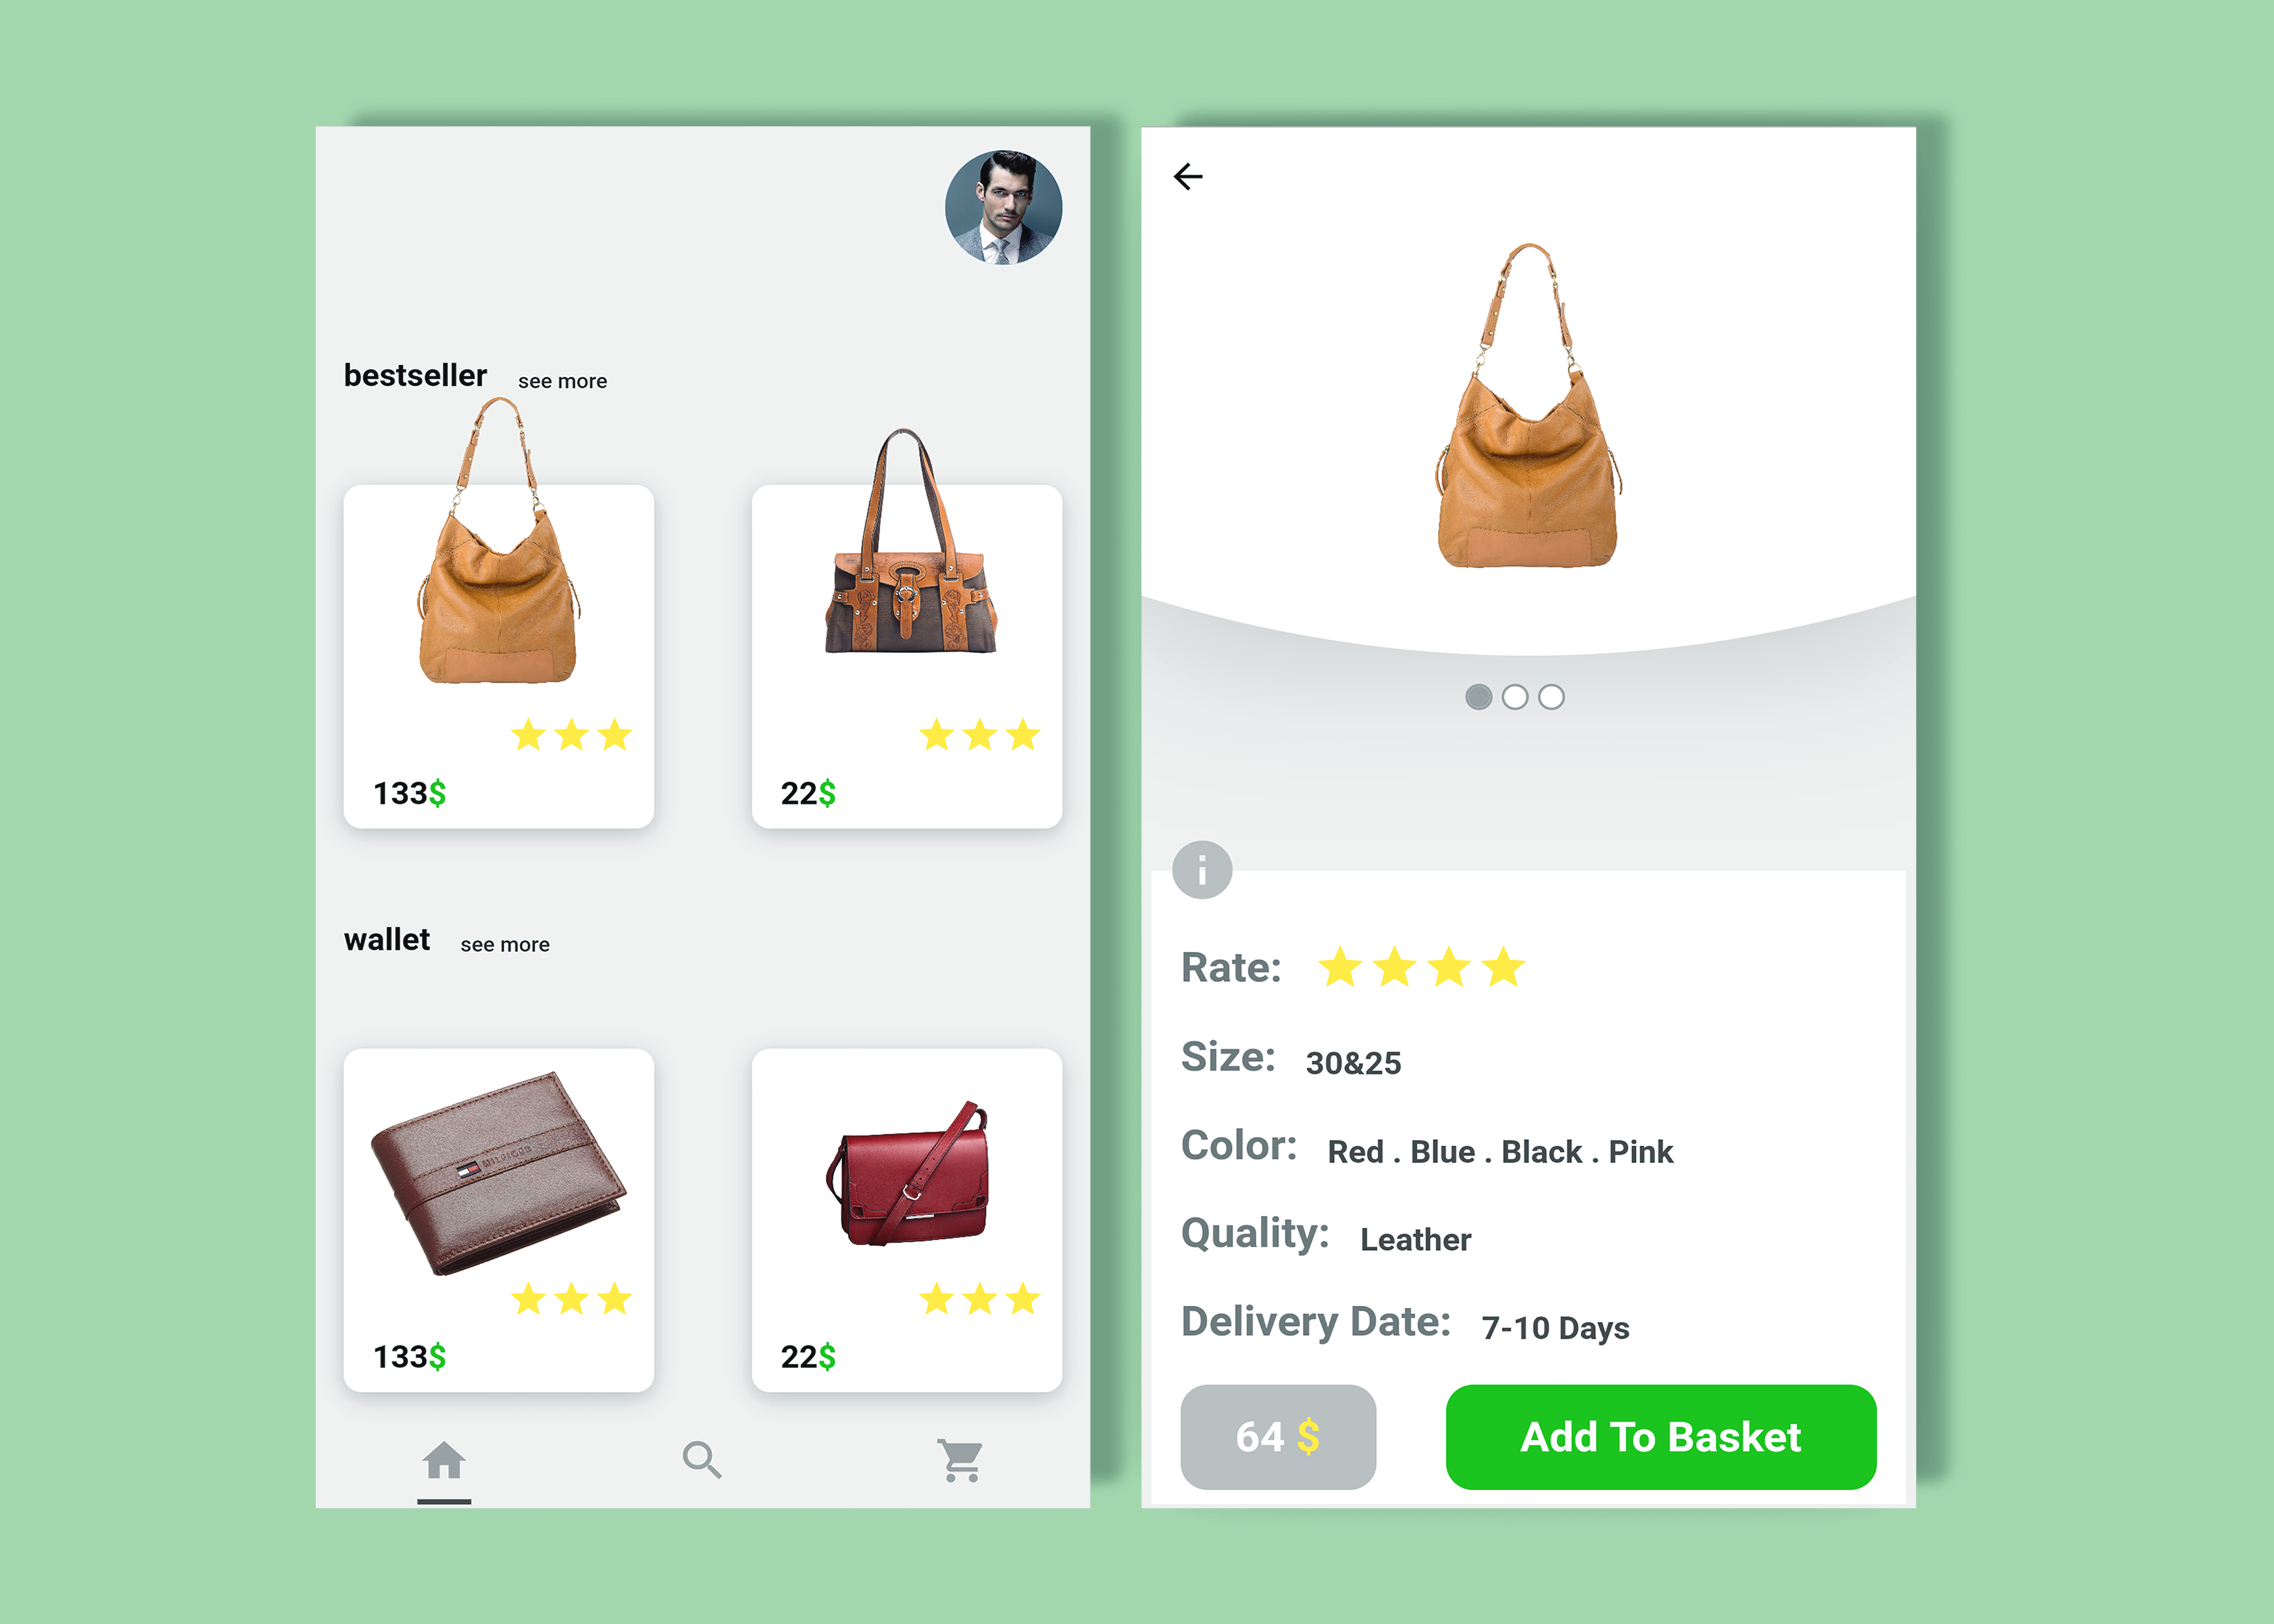 bestseller see more
133$ 22$
wallet see more
HILFIGER
133$ 22$
i
Rate:
Size: 30&25
Color: Red . Blue . Black . Pink
Quality: Leather
Delivery Date: 7-10 Days
64 $ Add To Basket